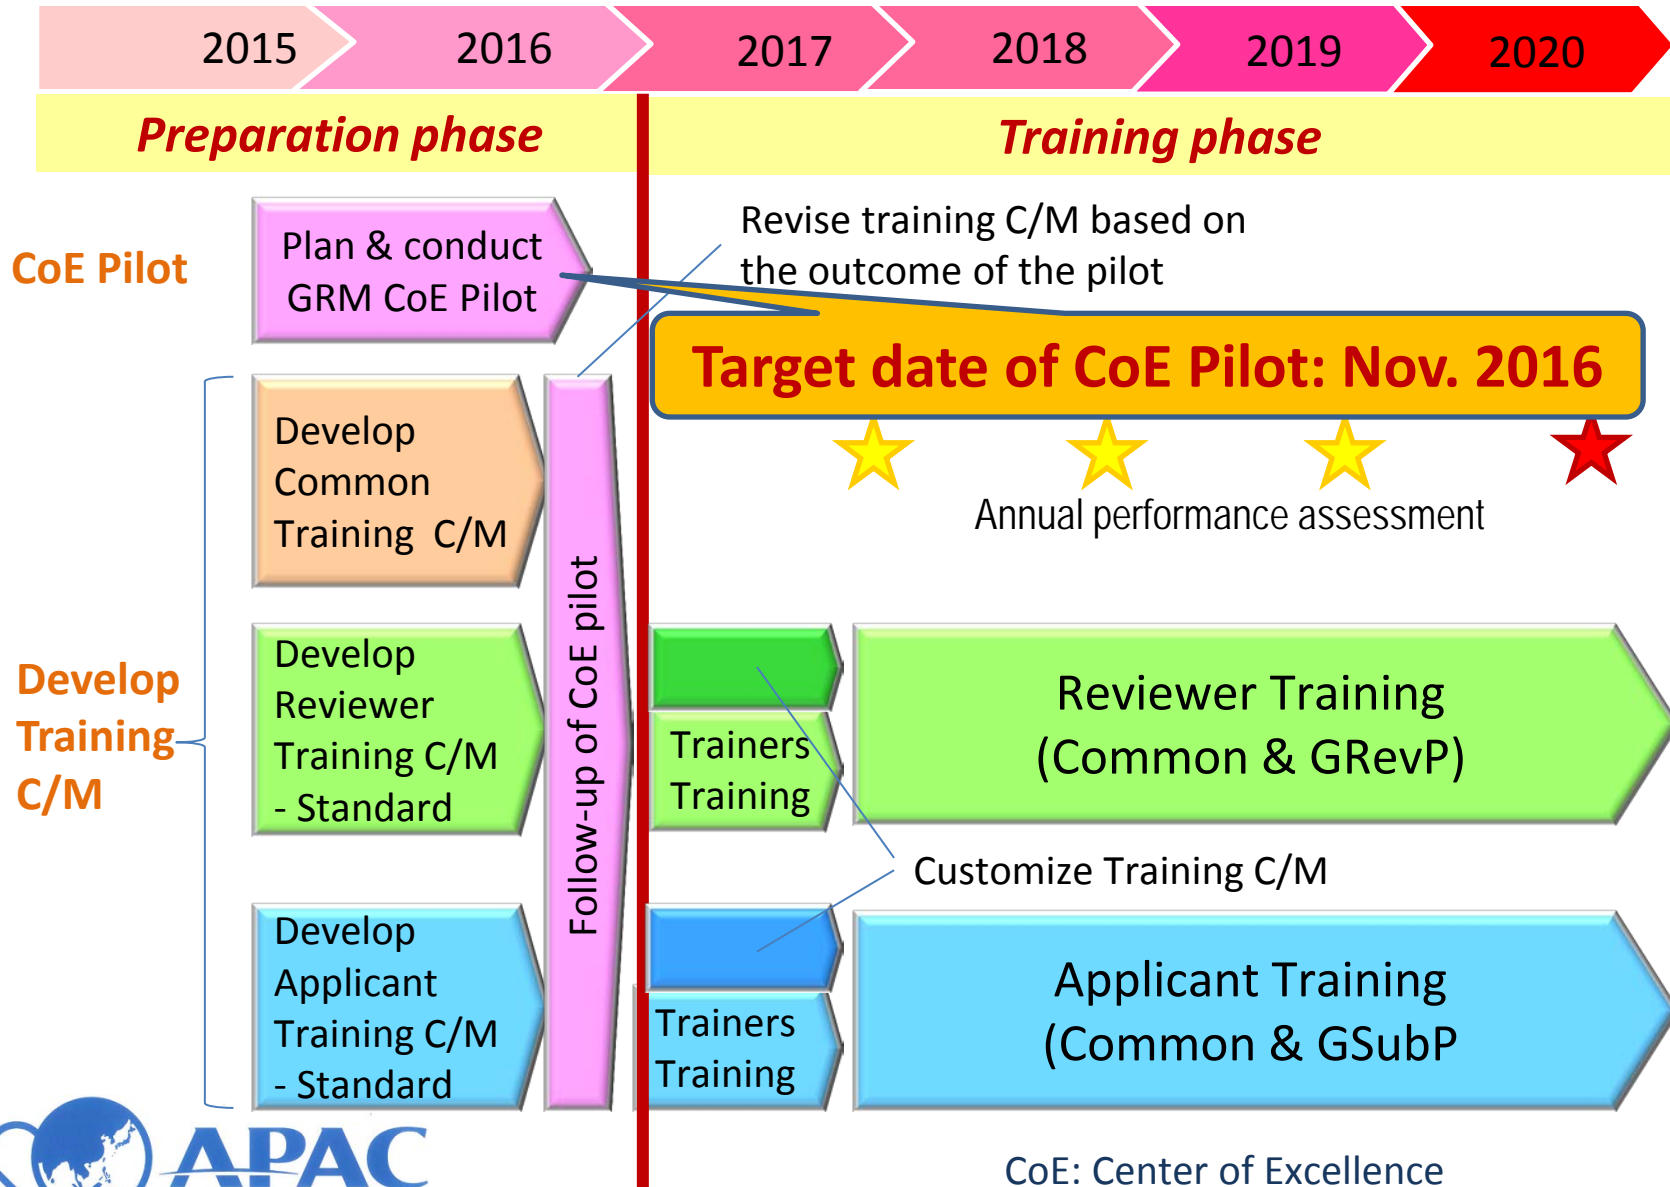 2015 2016 2017 2018 2019 2020
Preparation phase
Training phase
CoE Pilot
Plan & conduct
GRM CoE Pilot
Revise training C/M based on
the outcome of the pilot
Target date of CoE Pilot: Nov. 2016
Annual performance assessment
Develop
Training
C/M
Develop
Common
Training C/M
Develop
Reviewer
Training C/M
- Standard
Develop
Applicant
Training C/M
- Standard
Follow-up of CoE pilot
Trainers
Training
Reviewer Training
(Common & GRevP)
Customize Training C/M
Trainers
Training
Applicant Training
(Common & GSubP
APAC
CoE: Center of Excellence